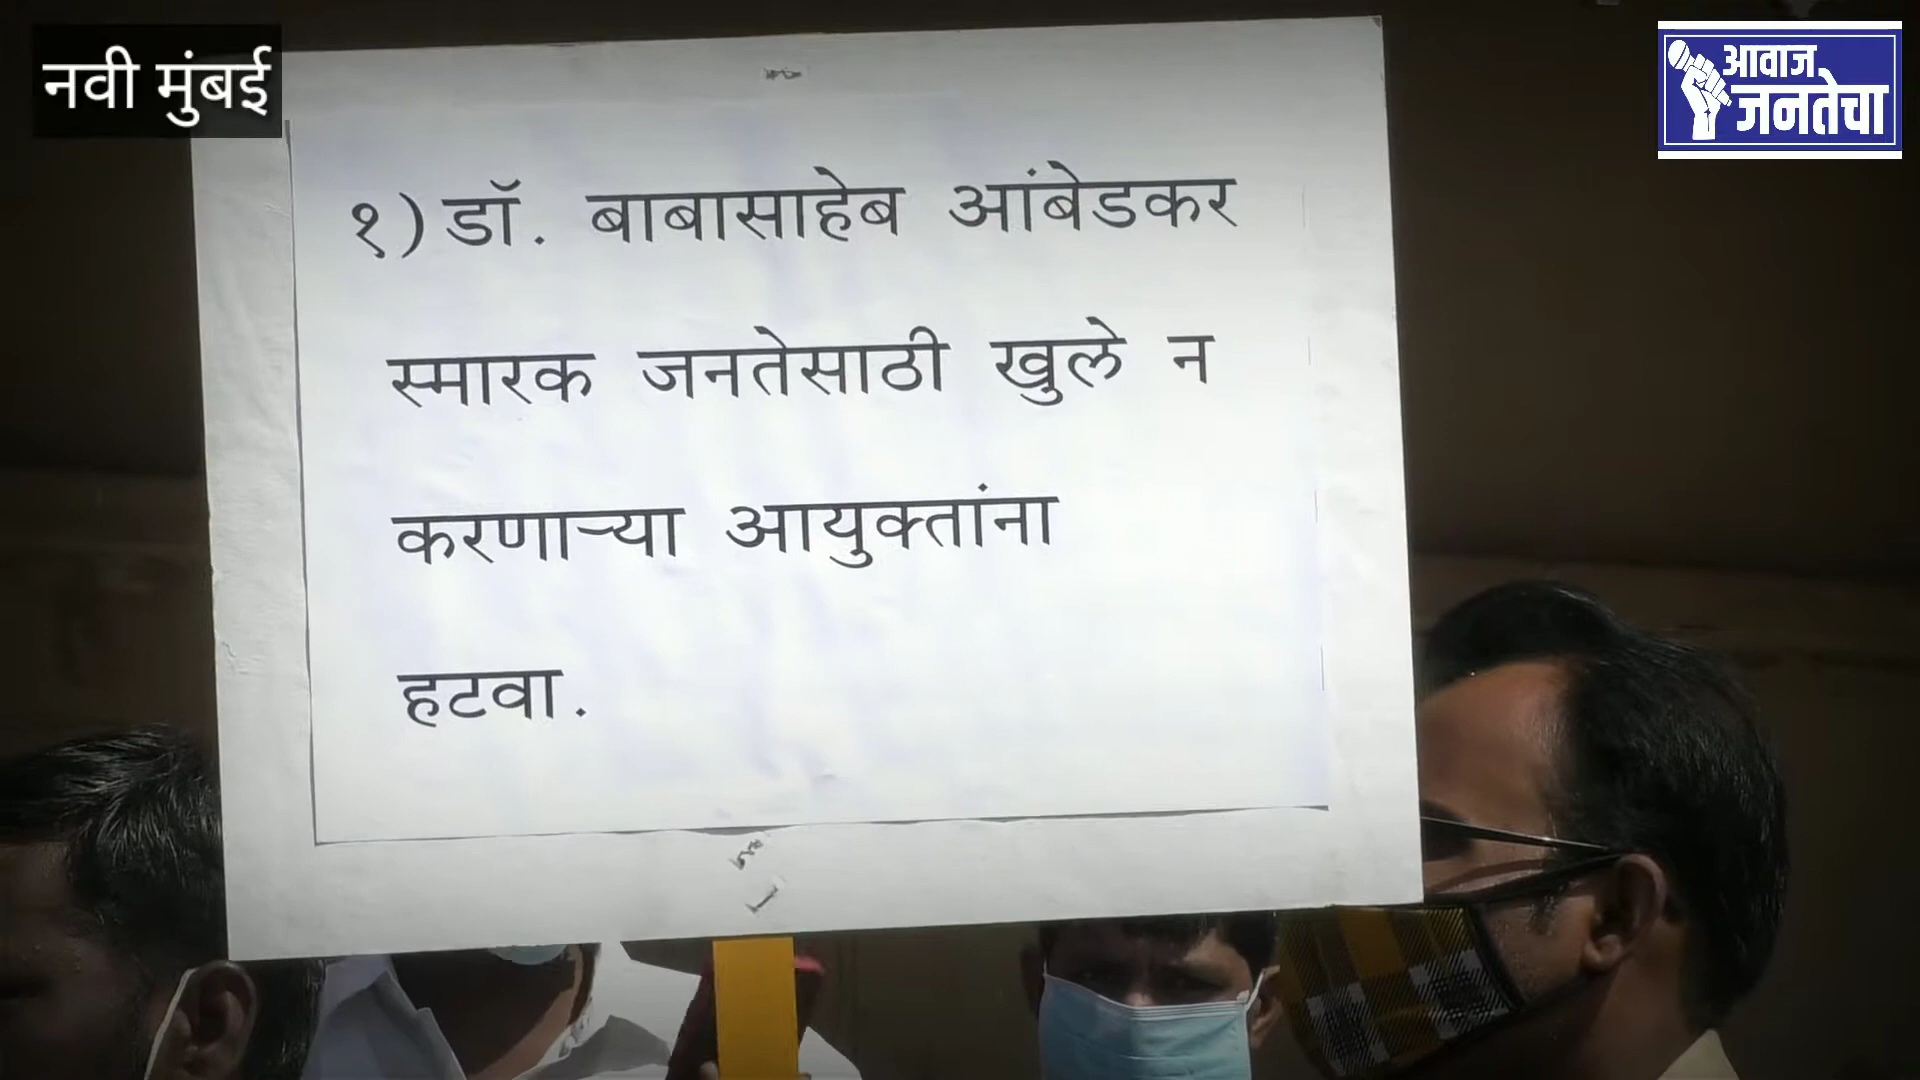 नवी मुंबई
आवाज
जनतेचा
१) डॉ. बाबासाहेब आंबेडकर
स्मारक जनतेसाठी खुले न
करणाऱ्या आयुक्तांना
हटवा.